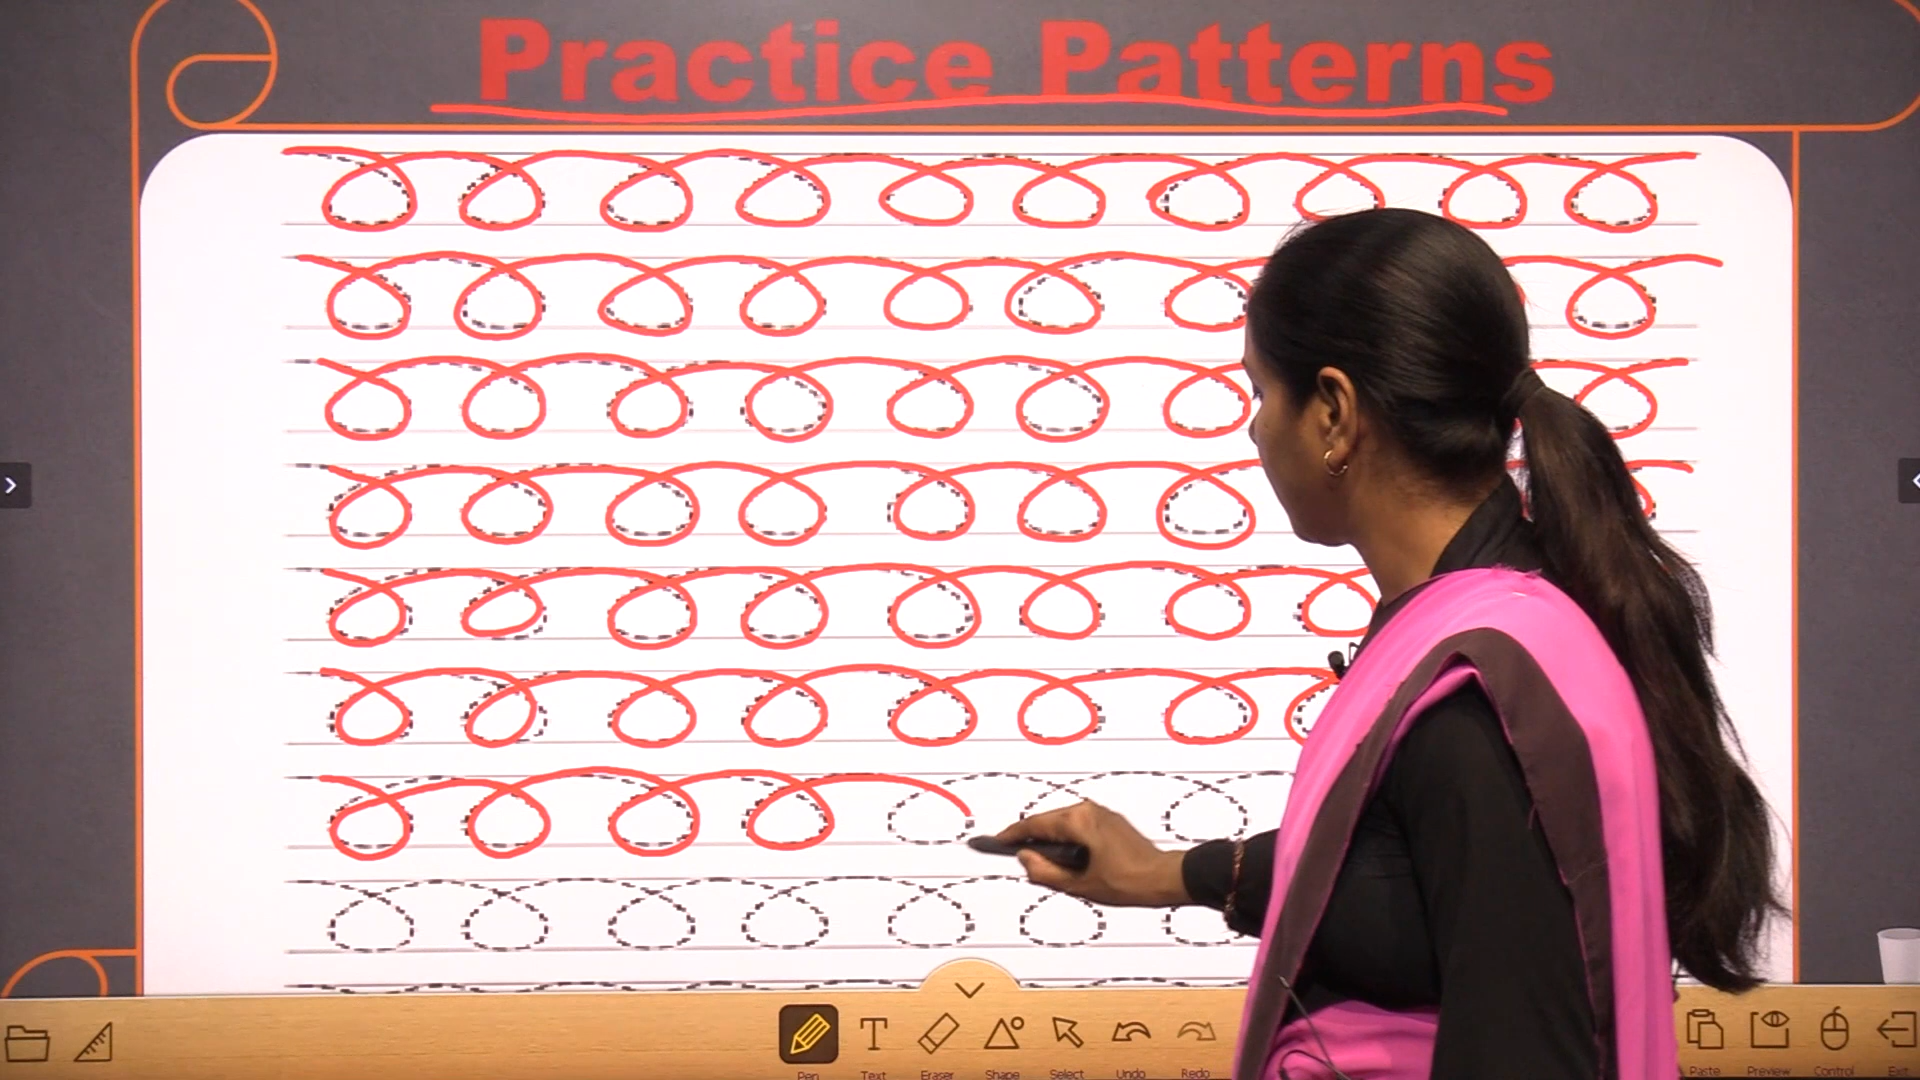 Practice Patterns
Pen Text Eraser Shape Select Undo Redo Paste Preview Control Exit